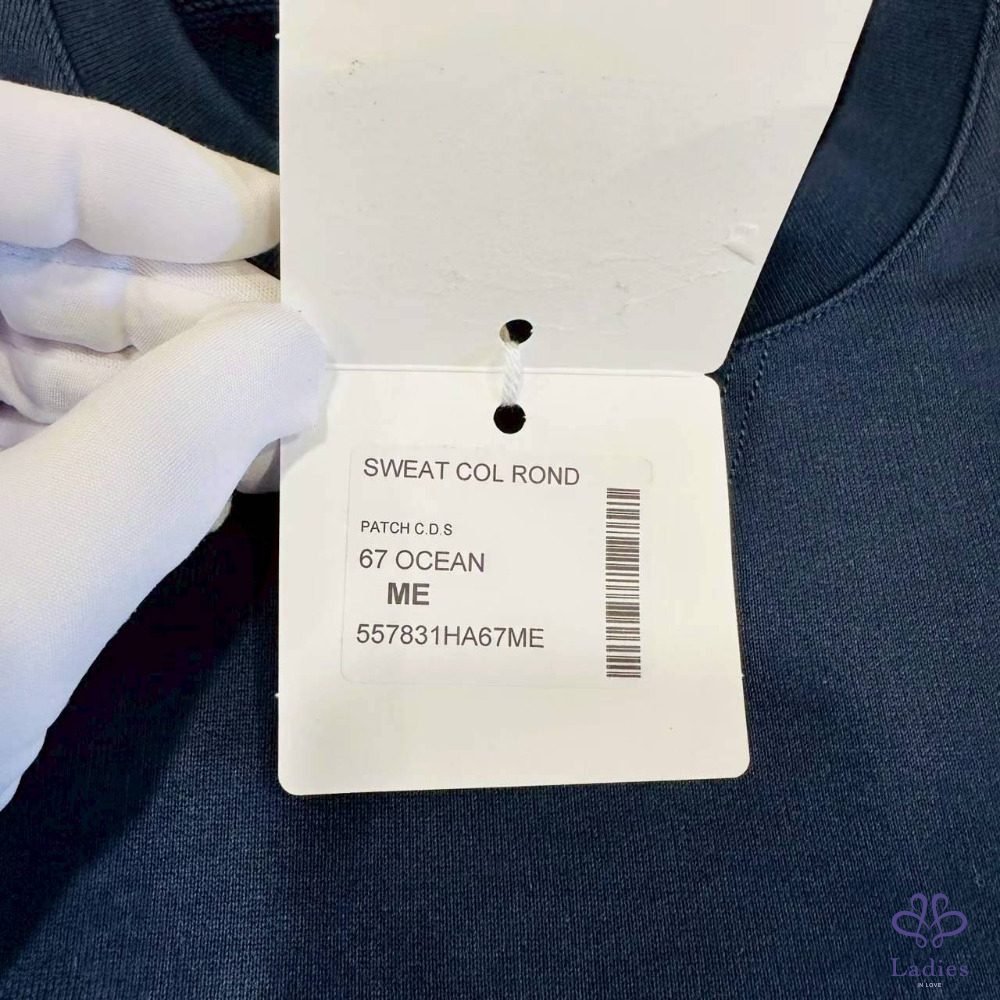 SWEAT COL ROND
PATCH C.D.S
67 OCEAN
ME
557831HA67ME
Ladies
IN LOVE